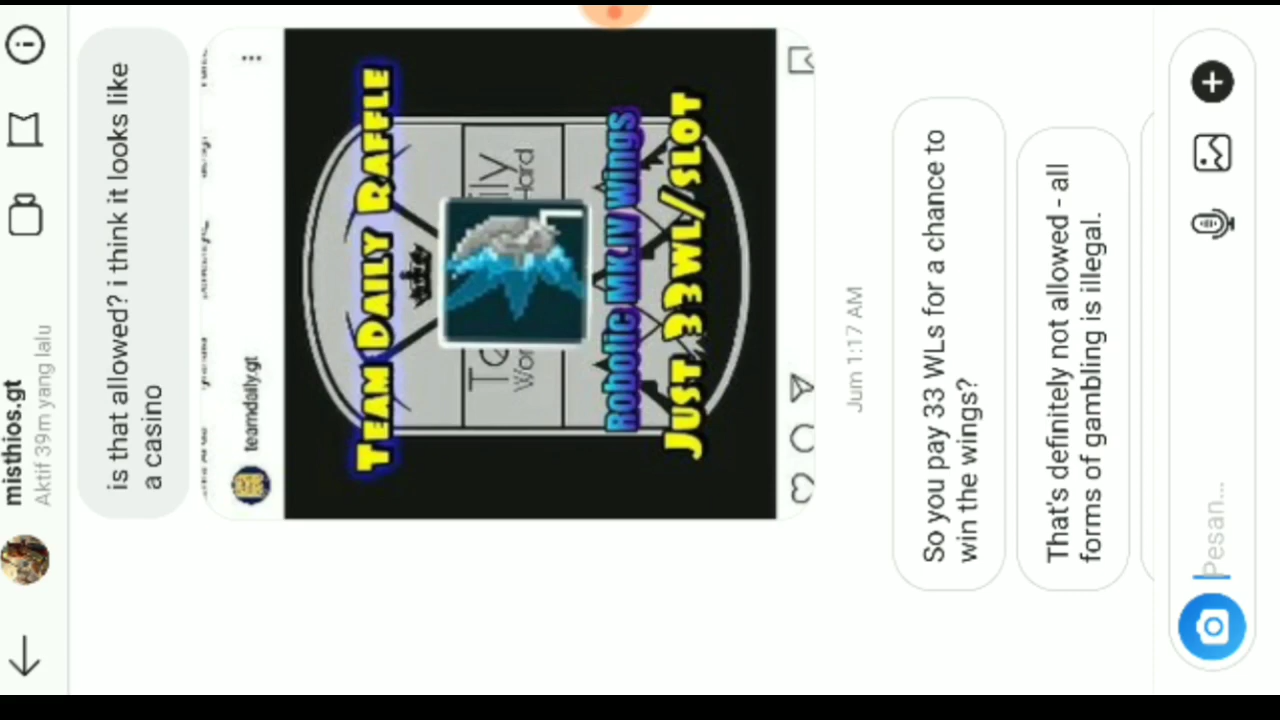 misthios.gt
Aktif 39m yang lalu
is that allowed? i think it looks like
a casino
teamdaily.gt
Team Daily Raffle
Robotic MK.IV Wings
Just 33 WL/Slot
Jum 1:17 AM
So you pay 33 WLs for a chance to
win the wings?
That's definitely not allowed - all
forms of gambling is illegal.
Pesan...